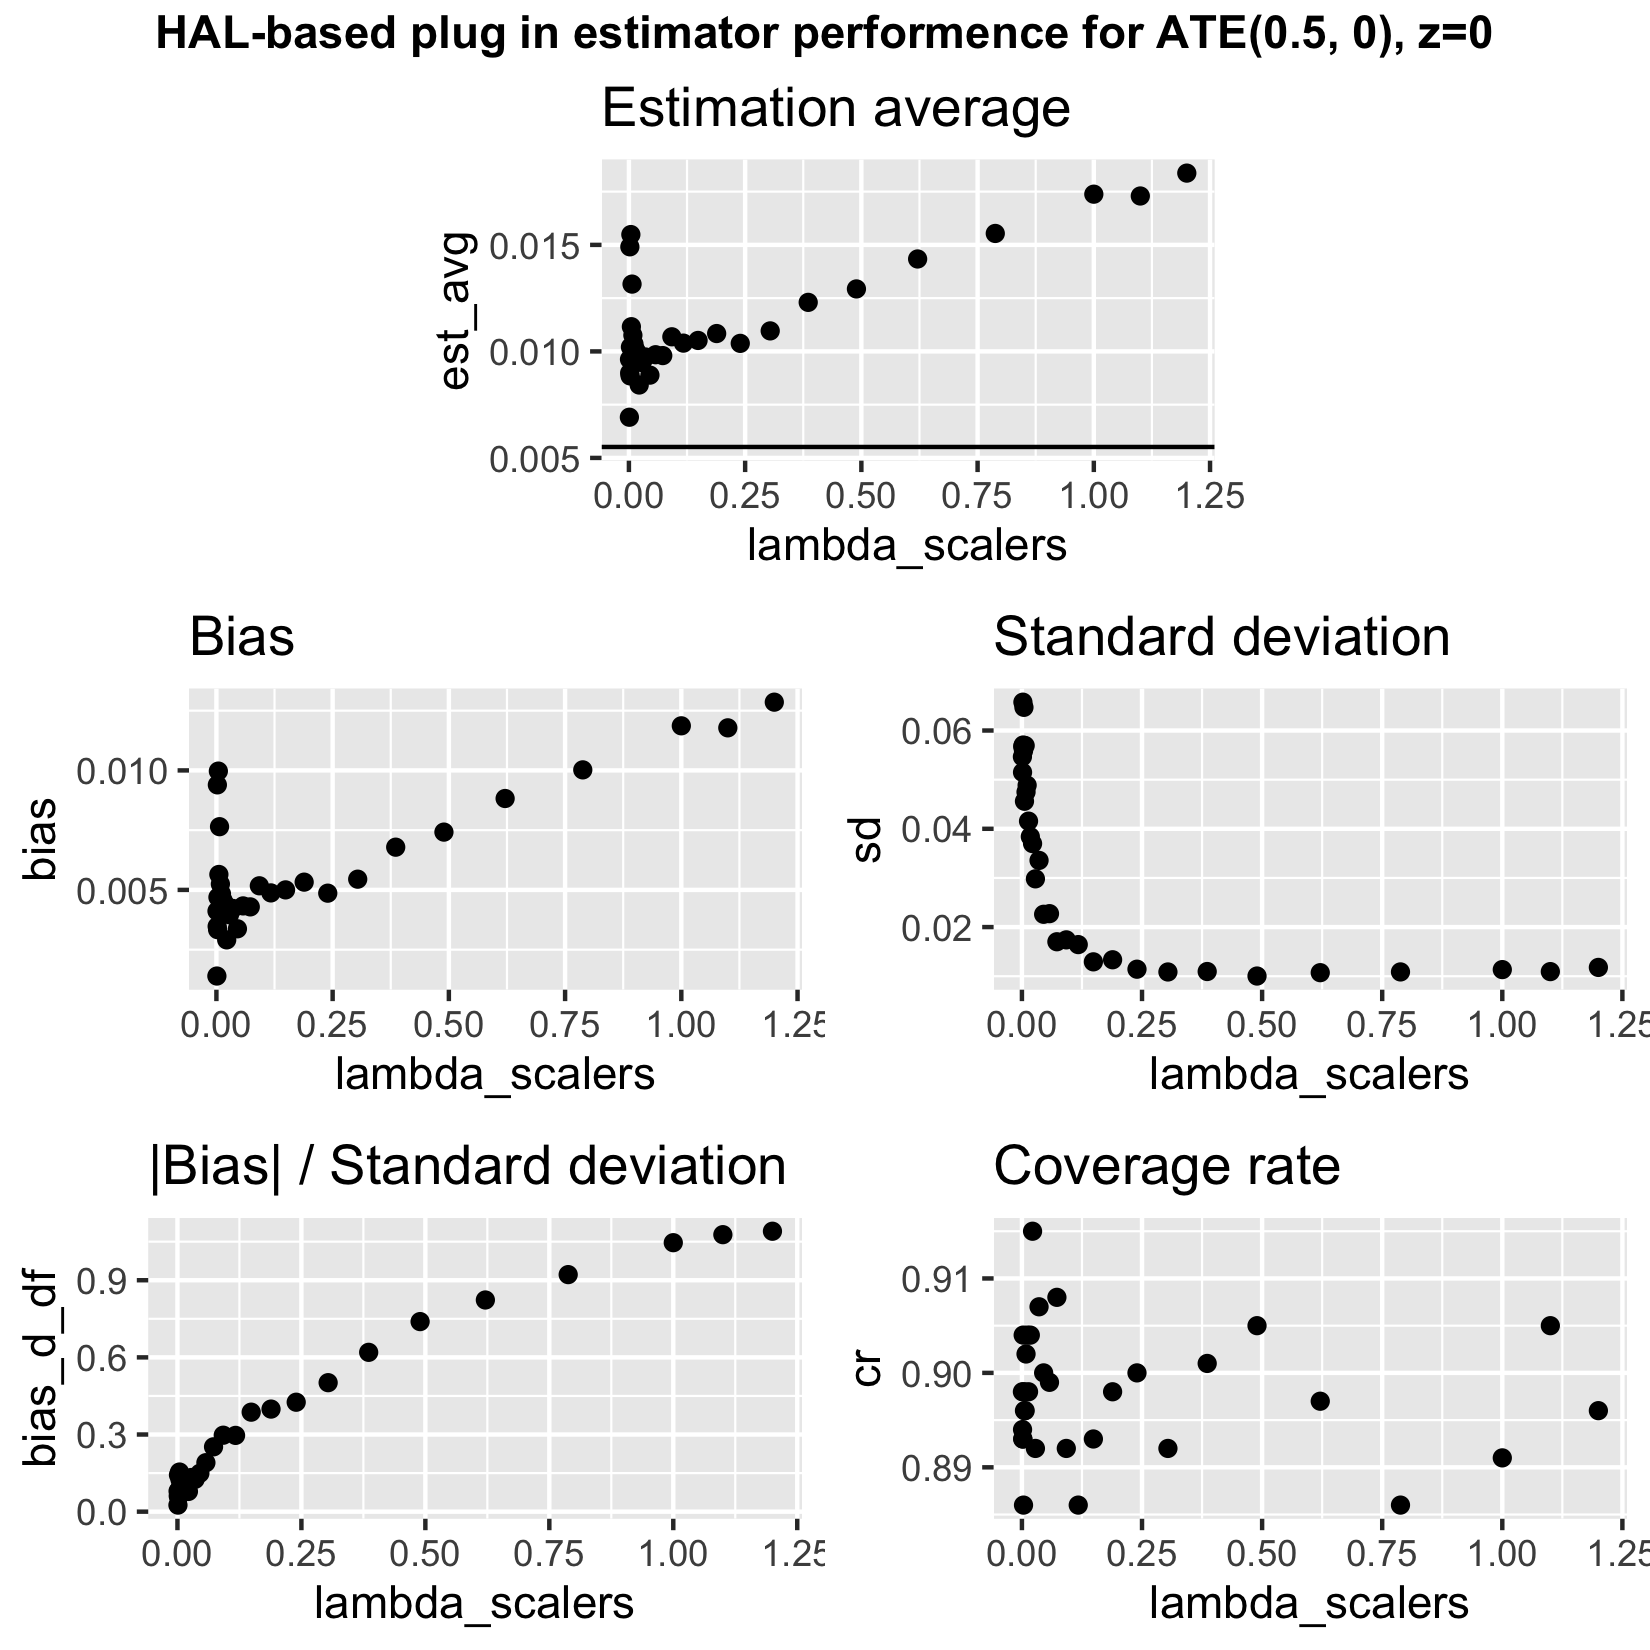 HAL-based plug in estimator performence for ATE(0.5, 0), z=0
Estimation average
est_avg
0.015
0.010
0.005
0.00 0.25 0.50 0.75 1.00 1.25
lambda_scalers
Bias
bias
0.010
0.005
0.00 0.25 0.50 0.75 1.00 1.25
lambda_scalers
Standard deviation
sd
0.06
0.04
0.02
0.00 0.25 0.50 0.75 1.00 1.25
lambda_scalers
|Bias| / Standard deviation
bias_d_df
0.9
0.6
0.3
0.0
0.00 0.25 0.50 0.75 1.00 1.25
lambda_scalers
Coverage rate
cr
0.91
0.90
0.89
0.00 0.25 0.50 0.75 1.00 1.25
lambda_scalers